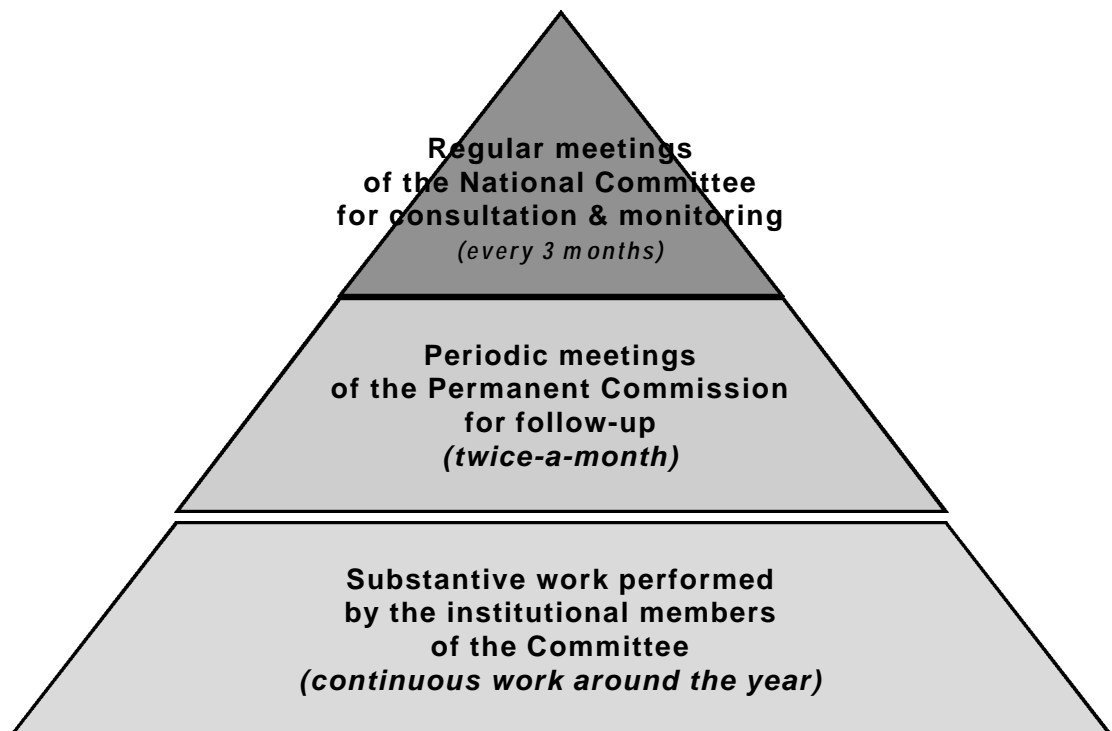 Regular meetings
of the National Committee
for consultation & monitoring
(every 3 months)
Periodic meetings
of the Permanent Commission
for follow-up
(twice-a-month)
Substantive work performed
by the institutional members
of the Committee
(continuous work around the year)